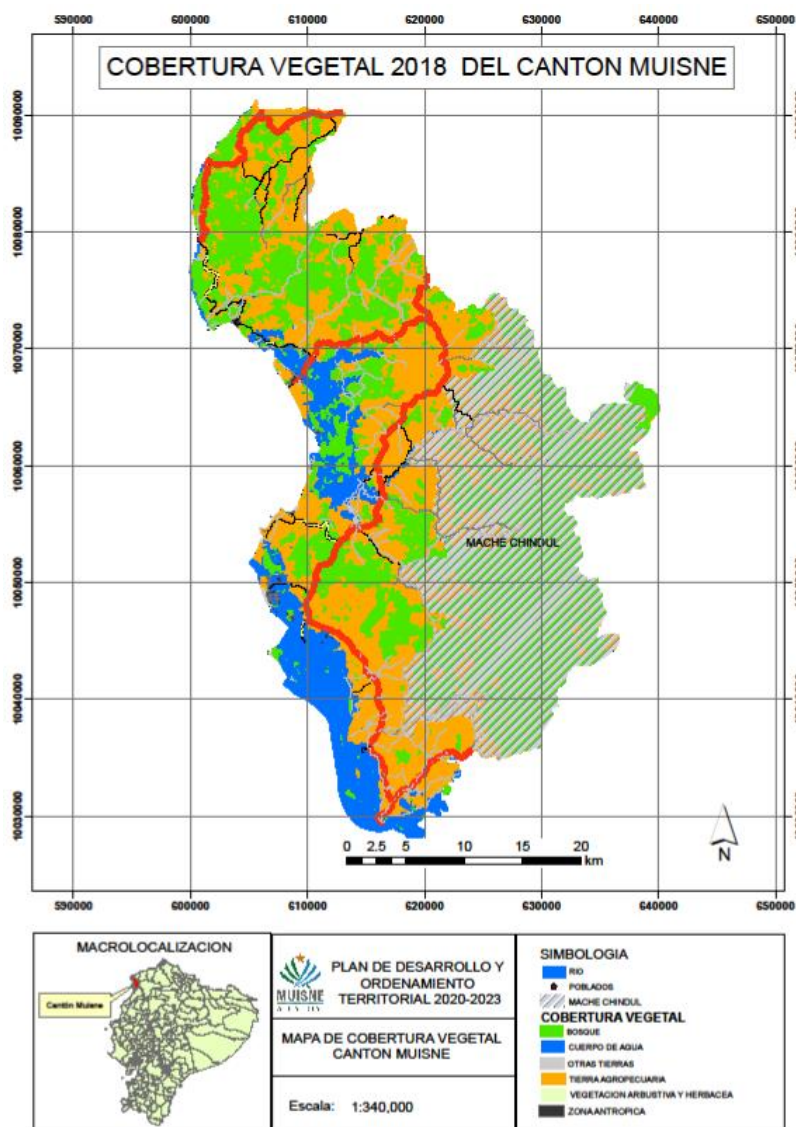 590000 600000 610000 620000 630000 640000 650000
COBERTURA VEGETAL 2018 DEL CANTON MUISNE
10080000
10070000
10060000
MACHE CHINDUL
10050000
10040000
10030000
0 2.5 5 10 15 20
km
N
590000 600000 610000 620000 630000 640000 650000
MACROLOCALIZACION
Cantón Muisne
MUISNE
PLAN DE DESARROLLO Y
ORDENAMIENTO
TERRITORIAL 2020-2023
MAPA DE COBERTURA VEGETAL
CANTON MUISNE
Escala: 1:340,000
SIMBOLOGIA
RIO
POBLADOS
MACHE CHINDUL
COBERTURA VEGETAL
BOSQUE
CUERPO DE AGUA
OTRAS TIERRAS
TIERRA AGROPECUARIA
VEGETACION ARBUSTIVA Y HERBACEA
ZONA ANTROPICA